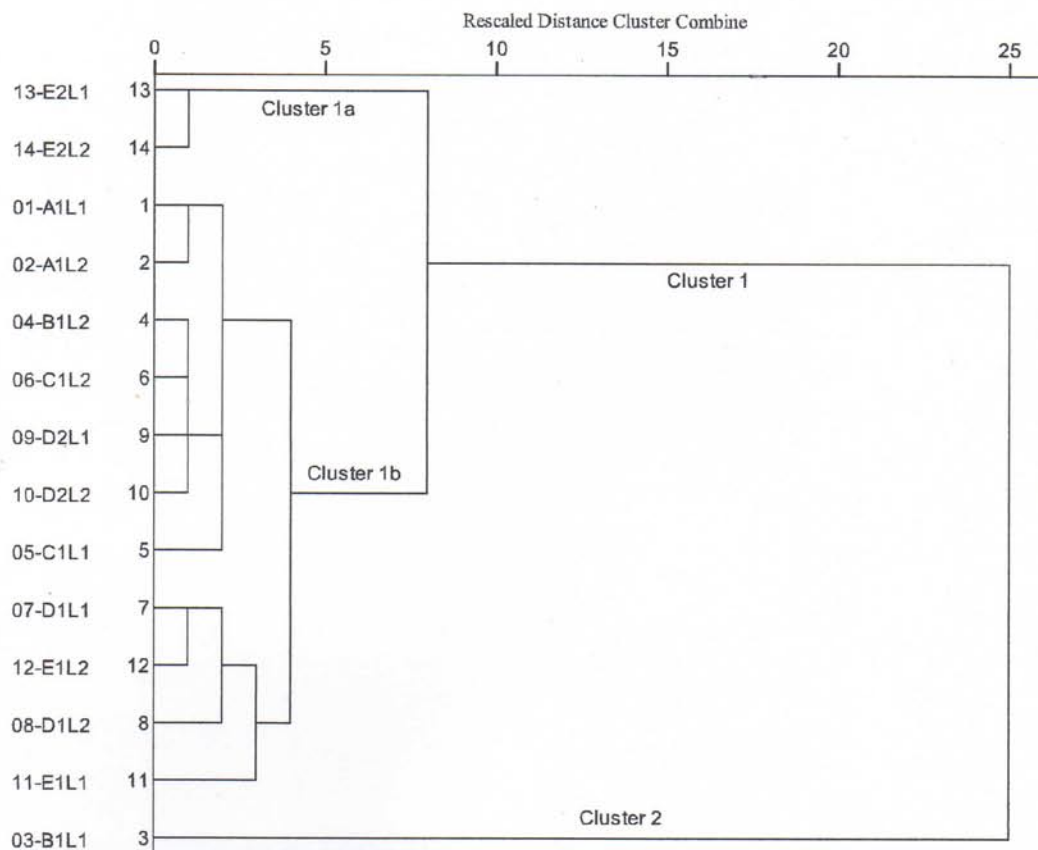 Rescaled Distance Cluster Combine
0 5 10 15 20 25
13-E2L1 13
Cluster 1a
14-E2L2 14
01-A1L1 1
02-A1L2 2
Cluster 1
04-B1L2 4
06-C1L2 6
09-D2L1 9
Cluster 1b
10-D2L2 10
05-C1L1 5
07-D1L1 7
12-E1L2 12
08-D1L2 8
11-E1L1 11
Cluster 2
03-B1L1 3